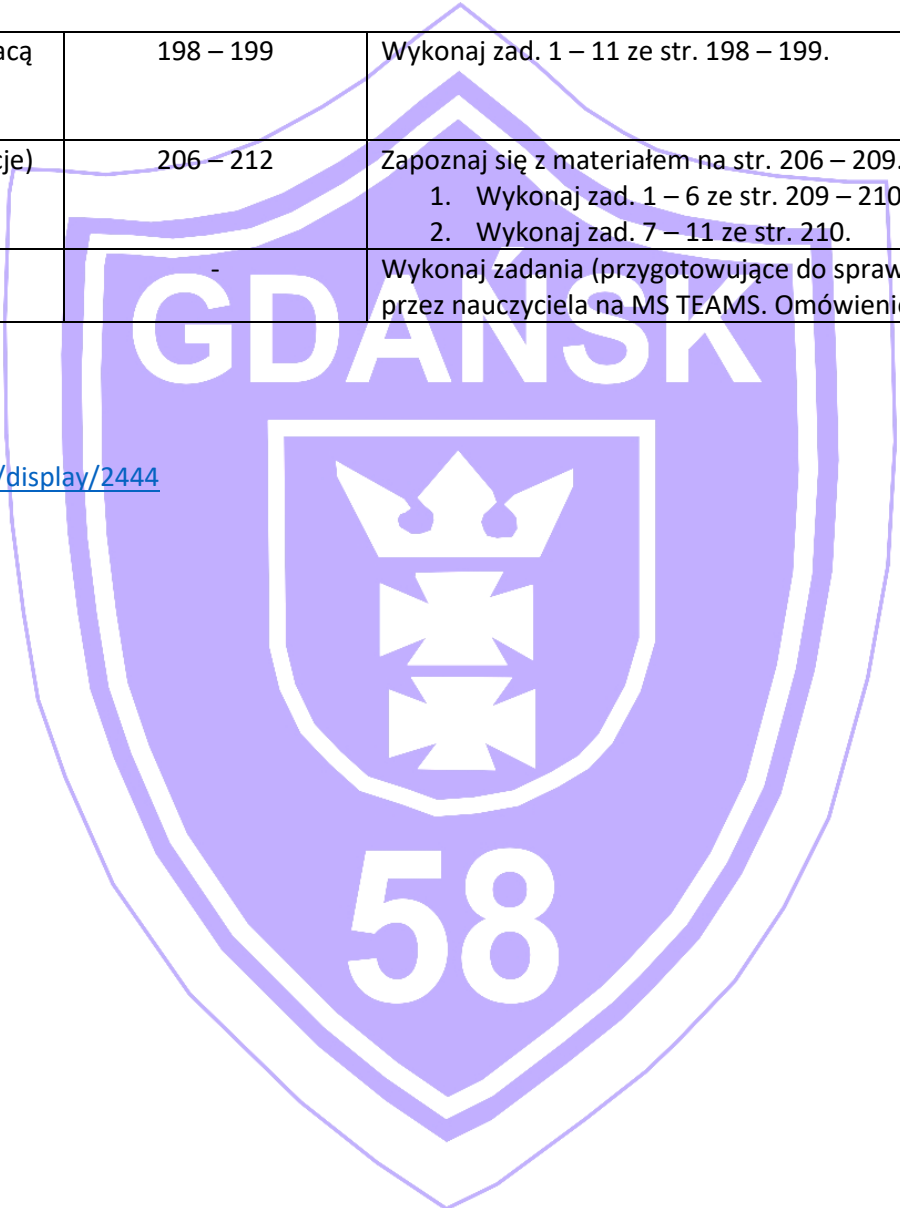 acą 198 – 199 Wykonaj zad. 1 – 11 ze str. 198 – 199.
cje) 206 – 212 Zapoznaj się z materiałem na str. 206 – 209.
1. Wykonaj zad. 1 – 6 ze str. 209 – 210
2. Wykonaj zad. 7 – 11 ze str. 210.
- Wykonaj zadania (przygotowujące do spraw
przez nauczyciela na MS TEAMS. Omówienie
GDAŃSK
/display/2444
58